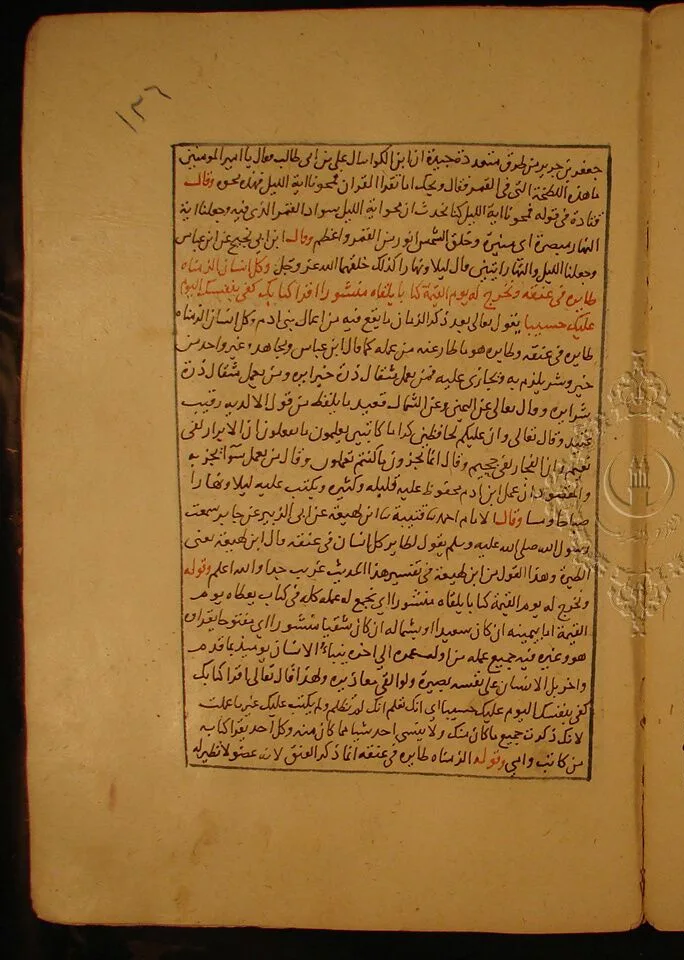 ١٣٦
جعفر بن جرير من طرق متعددة جيدة ان ابن الكوا سال علي بن ابي طالب فقال يا امير المومنين
ما هذه اللطخة التي في القمر فقال ويحك اما تقرا القران فمحونا اية الليل فهذه محوه وقال
قتادة في قوله فمحونا اية الليل كنا نحدث ان محو اية الليل سواد القمر الذي فيه وجعلنا اية
النهار مبصرة اي منيرة وخلق الشمس انور من القمر واعظم وقال ابن ابي نجيح عن ابن عباس
وجعلنا الليل والنهار ايتين قال ليلا ونهارا كذلك خلقهما الله عز وجل وكل انسان الزمناه
طايره في عنقه ونخرج له يوم القيمة كتابا يلقاه منشورا اقرا كتابك كفى بنفسك اليوم
عليك حسيبا يقول تعالى بعد ذكر الزمان وما يقع فيه من اعمال بني ادم وكل انسان الزمناه
طايره في عنقه وطايره هو ما طار عنه من عمله كما قال ابن عباس ومجاهد وغير واحد من
خير وشر يلزم به ويجازى عليه فمن يعمل مثقال ذرة خيرا يره ومن يعمل مثقال ذرة
شرا يره وقال تعالى عن اليمين وعن الشمال قعيد ما يلفظ من قول الا لديه رقيب
عتيد وقال تعالى وان عليكم لحافظين كراما كاتبين يعلمون ما تفعلون ان الابرار لفي
نعيم وان الفجار لفي جحيم وقال انما تجزون ما كنتم تعملون وقال من يعمل سوا يجز به
والمقصود ان عمل ابن ادم محفوظ عليه قليله وكثيره ويكتب عليه ليلا ونهارا
صباحا ومسا وقال الامام احمد ثنا قتيبة ثنا ابن لهيعة عن ابي الزبير عن جابر سمعت
رسول الله صلى الله عليه وسلم يقول لطاير كل انسان في عنقه قال ابن لهيعة يعني
الطيرة وهذا القول من ابن لهيعة في تفسير هذا الحديث غريب جدا والله اعلم وقوله
ونخرج له يوم القيمة كتابا يلقاه منشورا اي نجمع له عمله كله في كتاب يعطاه يوم
القيمة اما بيمينه ان كان سعيدا او بشماله ان كان شقيا منشورا اي مفتوحا يقراه
هو وغيره فيه جميع عمله من اول عمره الى اخره ينباء الانسان يوميذ بما قدم
واخر بل الانسان على نفسه بصيرة ولو القى معاذيره ولهذا قال تعالى اقرا كتابك
كفى بنفسك اليوم عليك حسيبا اي انك تعلم انك لم تظلم ولم يكتب عليك غير ما عملت
لانك ذكرت جميع ما كان منك ولا ينسى احد شيا مما كان منه وكل احد يقرا كتابه
من كاتب وامي وقوله الزمناه طايره في عنقه انما ذكر العنق لانه عضو لا نظير له